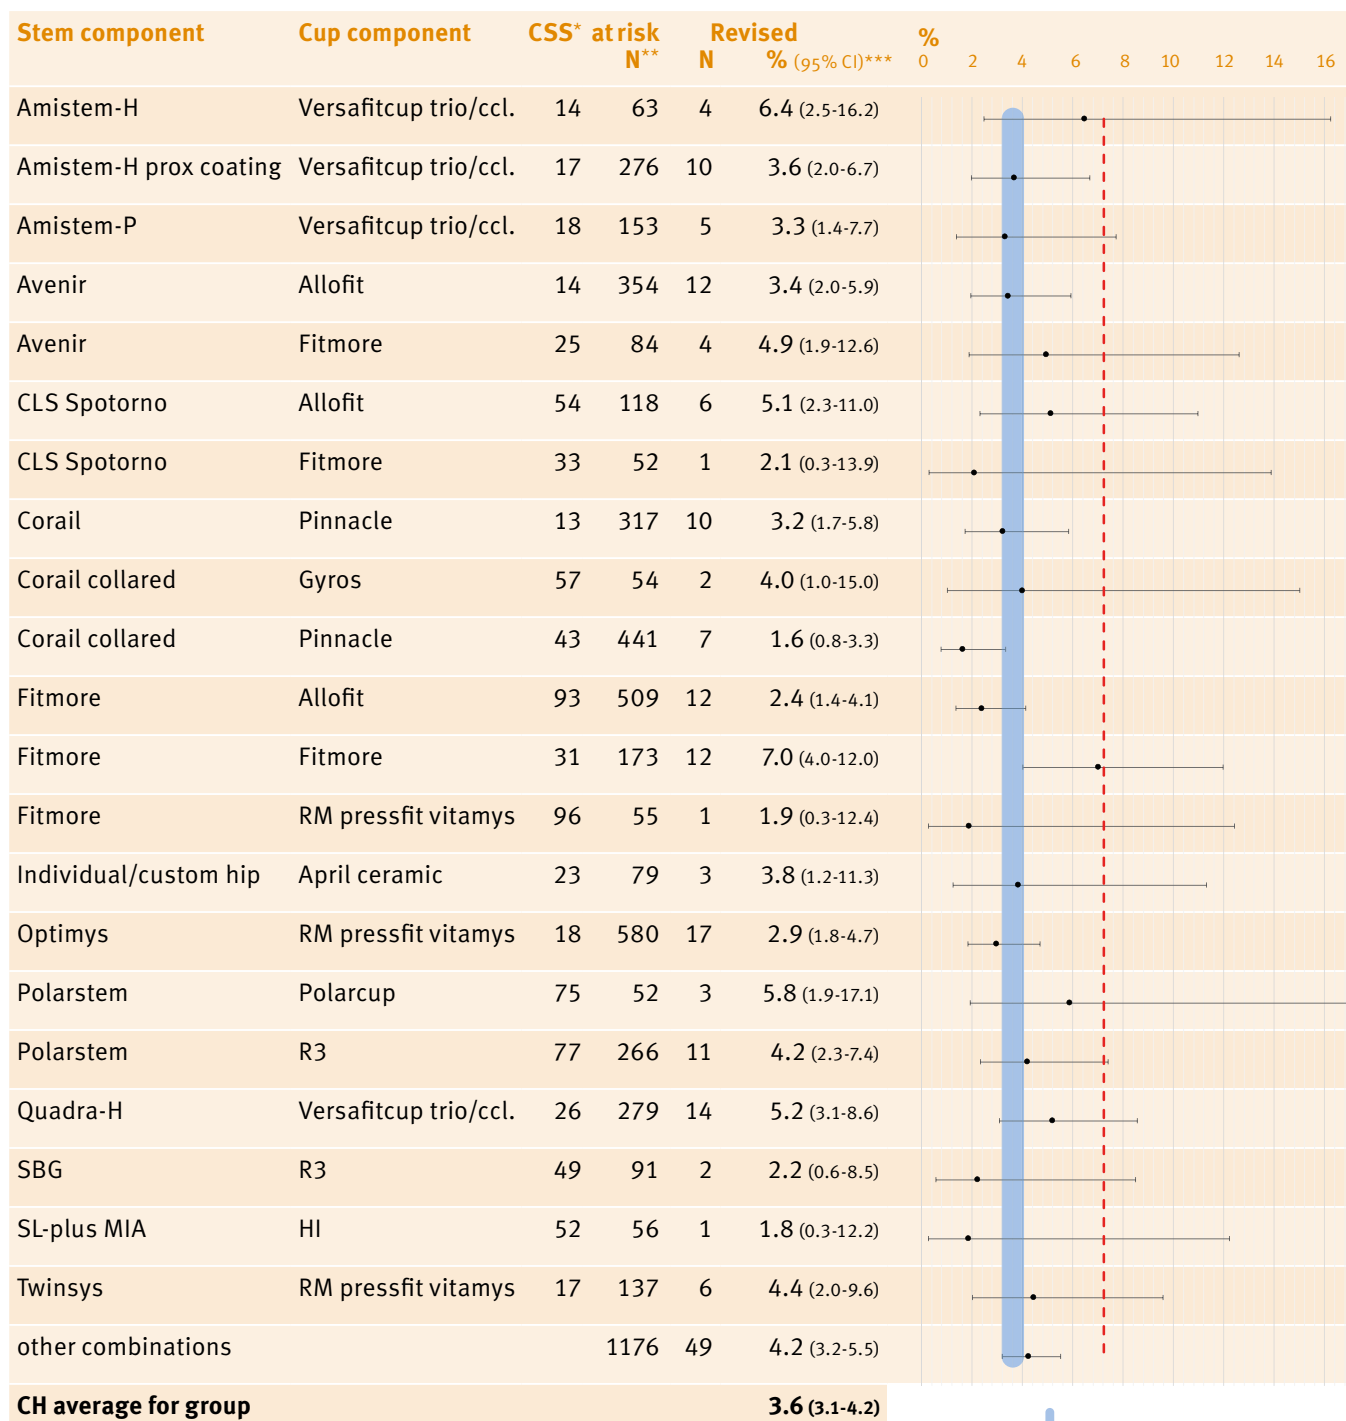 Stem component Cup component CSS* at risk Revised %
N** N % (95% CI)*** 0 2 4 6 8 10 12 14 16
Amistem-H Versafitcup trio/ccl. 14 63 4 6.4 (2.5-16.2)
Amistem-H prox coating Versafitcup trio/ccl. 17 276 10 3.6 (2.0-6.7)
Amistem-P Versafitcup trio/ccl. 18 153 5 3.3 (1.4-7.7)
Avenir Allofit 14 354 12 3.4 (2.0-5.9)
Avenir Fitmore 25 84 4 4.9 (1.9-12.6)
CLS Spotorno Allofit 54 118 6 5.1 (2.3-11.0)
CLS Spotorno Fitmore 33 52 1 2.1 (0.3-13.9)
Corail Pinnacle 13 317 10 3.2 (1.7-5.8)
Corail collared Gyros 57 54 2 4.0 (1.0-15.0)
Corail collared Pinnacle 43 441 7 1.6 (0.8-3.3)
Fitmore Allofit 93 509 12 2.4 (1.4-4.1)
Fitmore Fitmore 31 173 12 7.0 (4.0-12.0)
Fitmore RM pressfit vitamys 96 55 1 1.9 (0.3-12.4)
Individual/custom hip April ceramic 23 79 3 3.8 (1.2-11.3)
Optimys RM pressfit vitamys 18 580 17 2.9 (1.8-4.7)
Polarstem Polarcup 75 52 3 5.8 (1.9-17.1)
Polarstem R3 77 266 11 4.2 (2.3-7.4)
Quadra-H Versafitcup trio/ccl. 26 279 14 5.2 (3.1-8.6)
SBG R3 49 91 2 2.2 (0.6-8.5)
SL-plus MIA HI 52 56 1 1.8 (0.3-12.2)
Twinsys RM pressfit vitamys 17 137 6 4.4 (2.0-9.6)
other combinations 1176 49 4.2 (3.2-5.5)
CH average for group 3.6 (3.1-4.2)